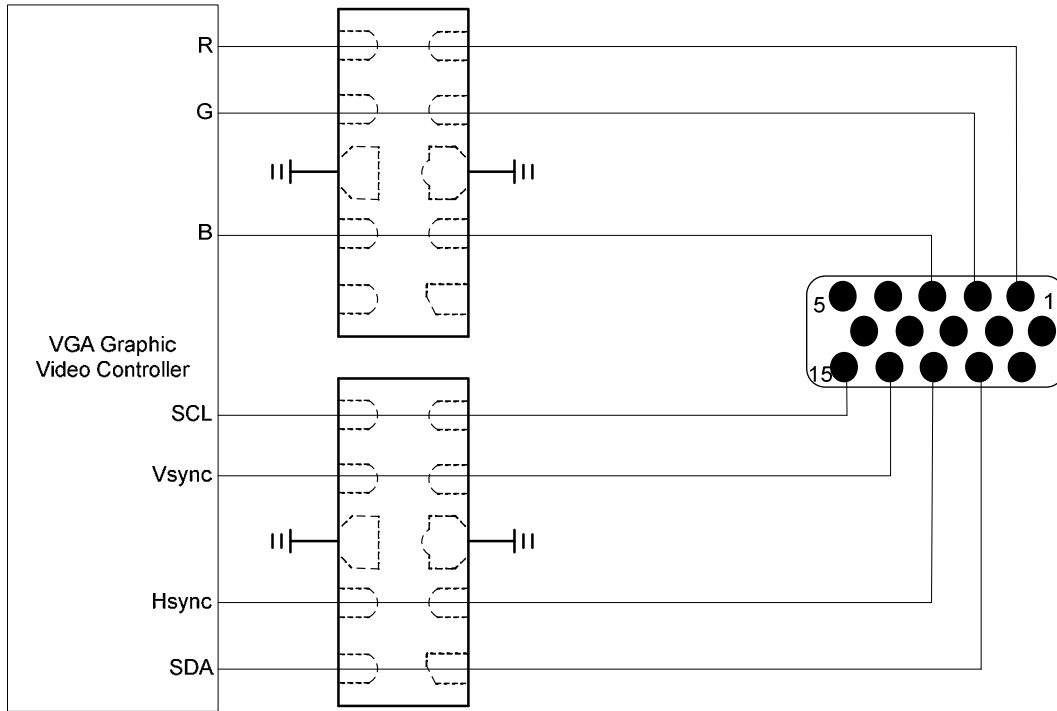 R
G
B
5
1
VGA Graphic
Video Controller
15
SCL
Vsync
Hsync
SDA